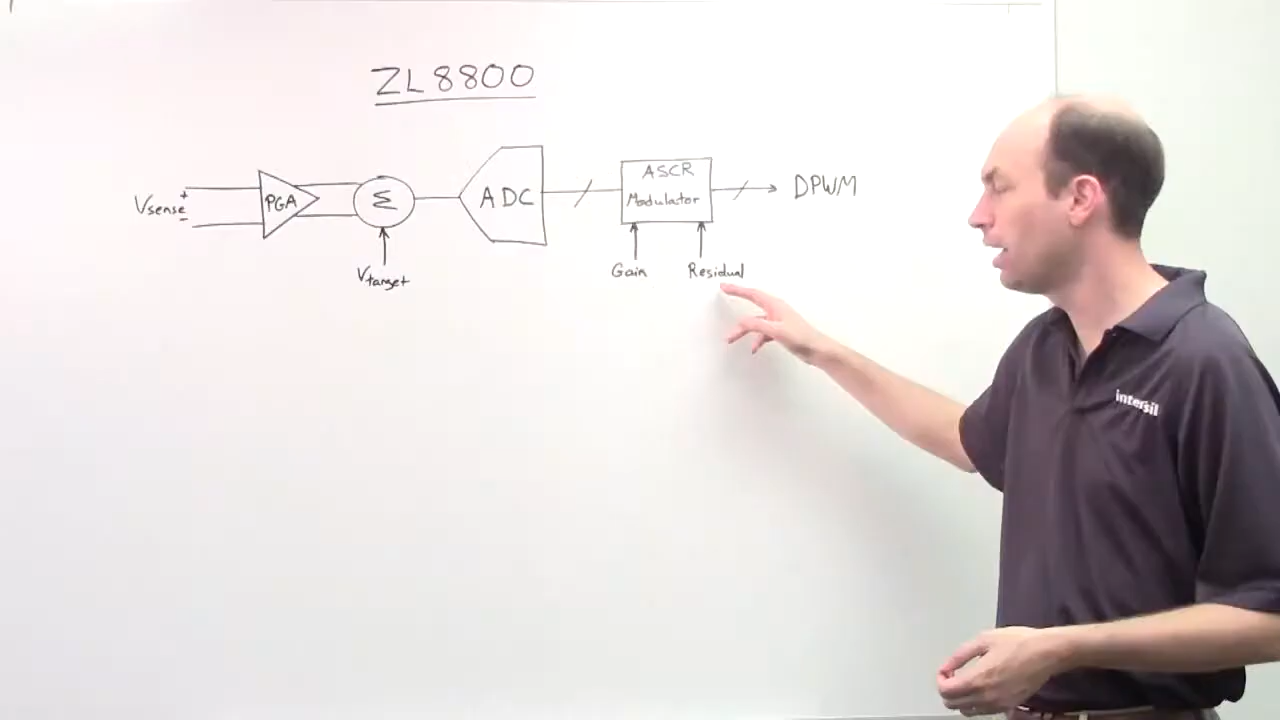 ZL8800
Vsense
+
-
PGA
Σ
Vtarget
ADC
ASCR
Modulator
Gain
Residual
DPWM
intersil